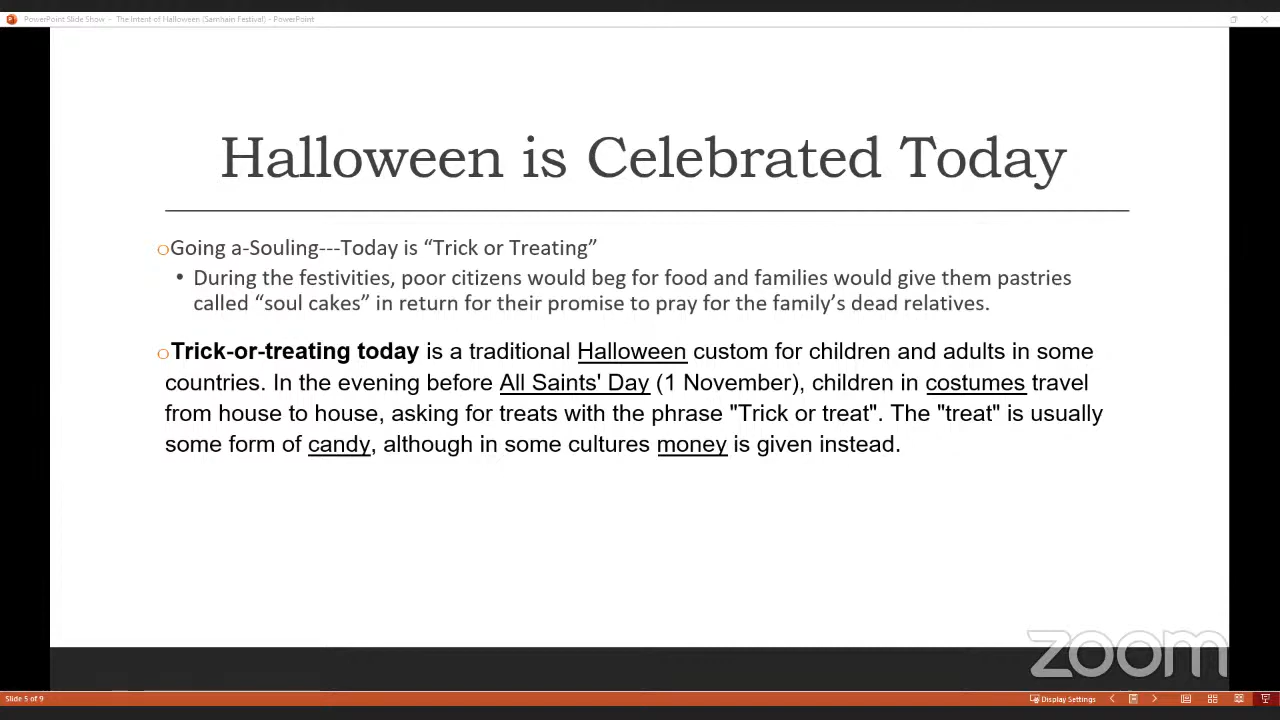 PowerPoint Slide Show - The Intent of Halloween (Samhain Festival) - PowerPoint
Halloween is Celebrated Today
Going a-Souling---Today is “Trick or Treating”
• During the festivities, poor citizens would beg for food and families would give them pastries
called “soul cakes” in return for their promise to pray for the family’s dead relatives.
Trick-or-treating today is a traditional Halloween custom for children and adults in some
countries. In the evening before All Saints' Day (1 November), children in costumes travel
from house to house, asking for treats with the phrase "Trick or treat". The "treat" is usually
some form of candy, although in some cultures money is given instead.
zoom
Slide 5 of 9
Display Settings